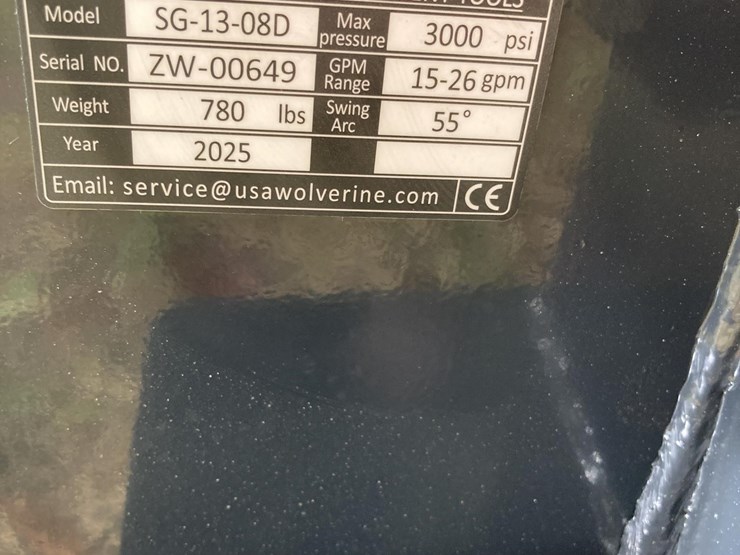 TOOLS
Model SG-13-08D Max pressure 3000 psi
Serial NO. ZW-00649 GPM Range 15-26 gpm
Weight 780 lbs Swing Arc 55°
Year 2025
Email: service@usawolverine.com CE